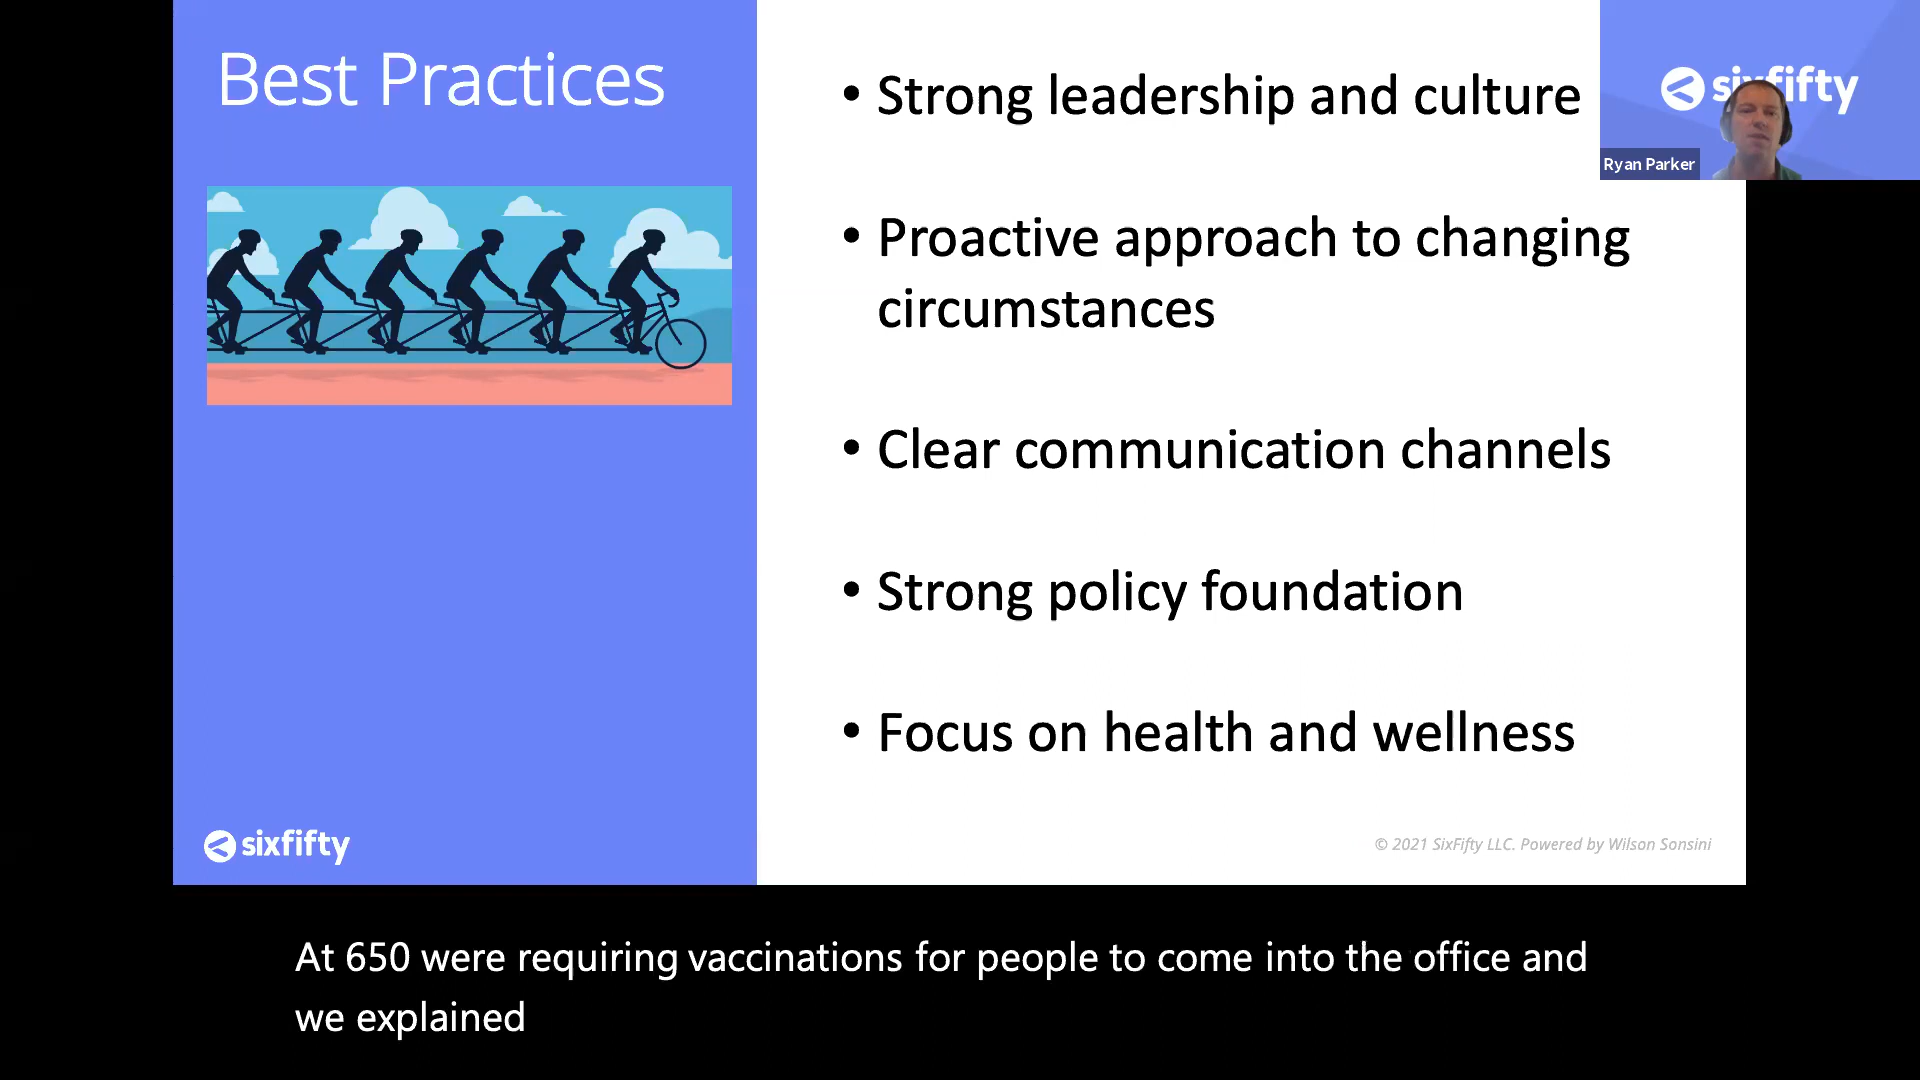 Best Practices
• Strong leadership and culture
• Proactive approach to changing
circumstances
• Clear communication channels
• Strong policy foundation
• Focus on health and wellness
sixfifty
Ryan Parker
sixfifty
© 2021 SixFifty LLC. Powered by Wilson Sonsini
At 650 were requiring vaccinations for people to come into the office and
we explained